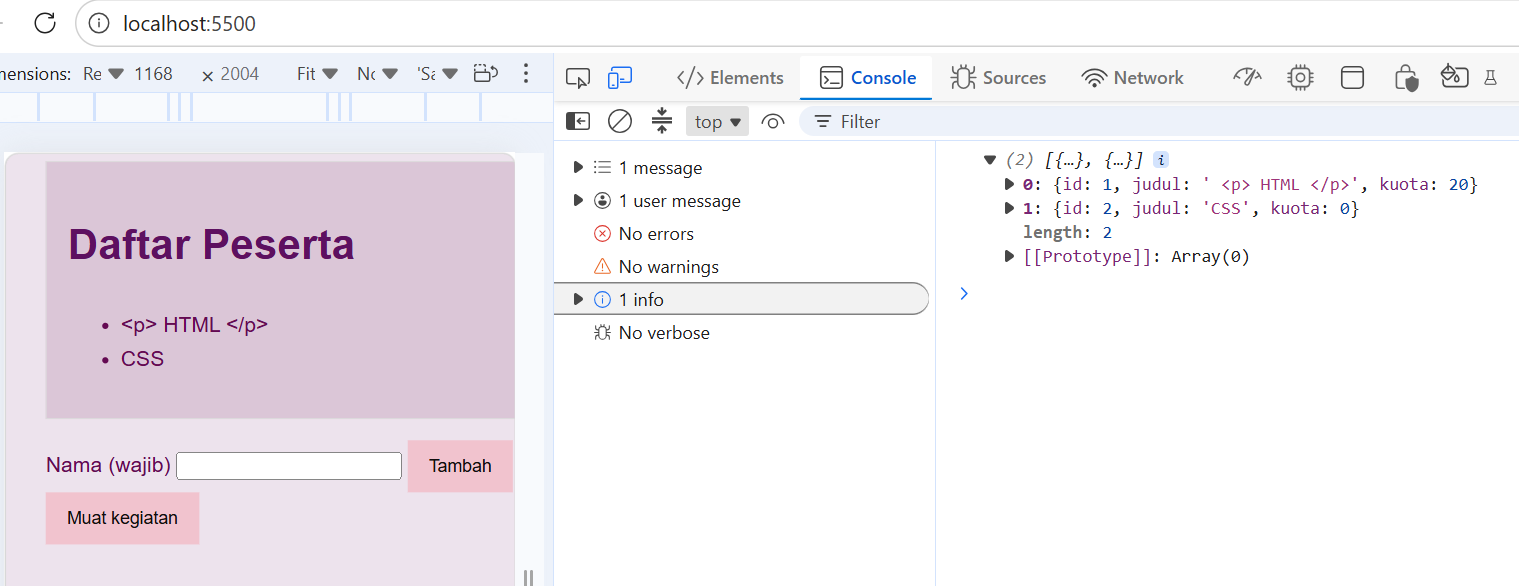 localhost:5500
nensions: Re 1168 × 2004 Fit No 'Sa
Elements Console Sources Network
top Filter
Daftar Peserta
<p> HTML </p>
CSS
Nama (wajib) Tambah
Muat kegiatan
1 message
1 user message
No errors
No warnings
1 info
No verbose
(2) [{…}, {…}] i
0: {id: 1, judul: ' <p> HTML </p>', kuota: 20}
1: {id: 2, judul: 'CSS', kuota: 0}
length: 2
[[Prototype]]: Array(0)